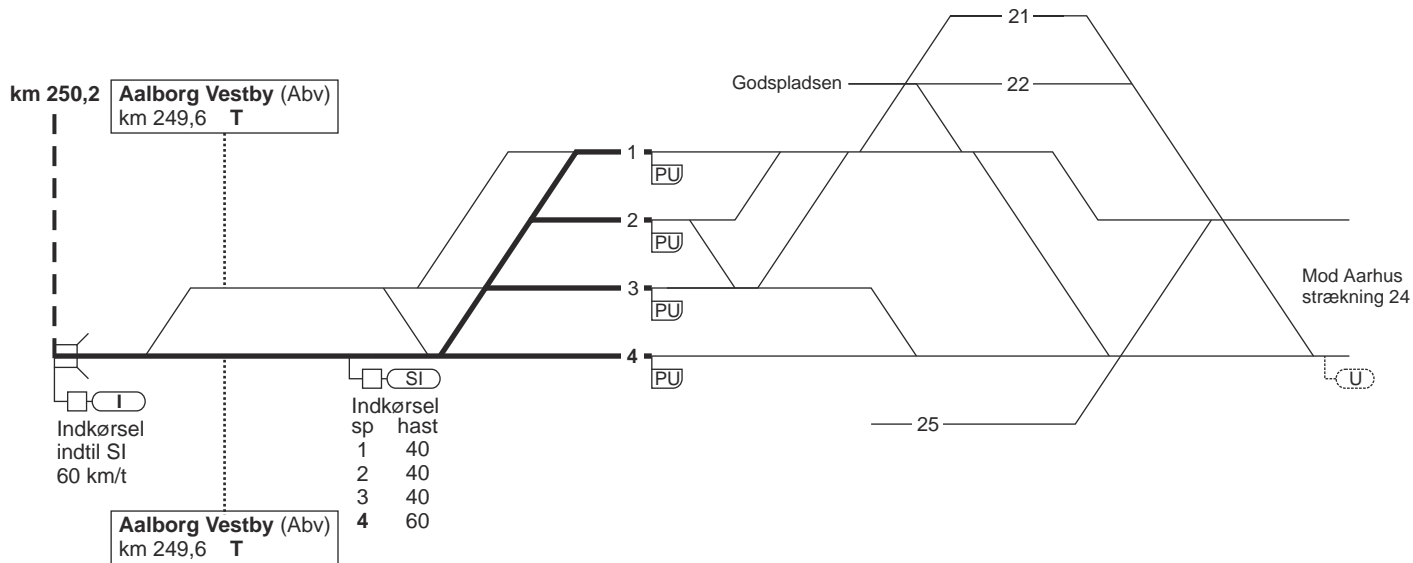 21
km 250,2
Aalborg Vestby (Abv)
km 249,6 T
Godspladsen
22
1
PU
2
PU
3
PU
Mod Aarhus
strækning 24
4
PU
SI
U
I
Indkørsel
indtil SI
60 km/t
Indkørsel
sp hast
1 40
2 40
3 40
4 60
25
Aalborg Vestby (Abv)
km 249,6 T